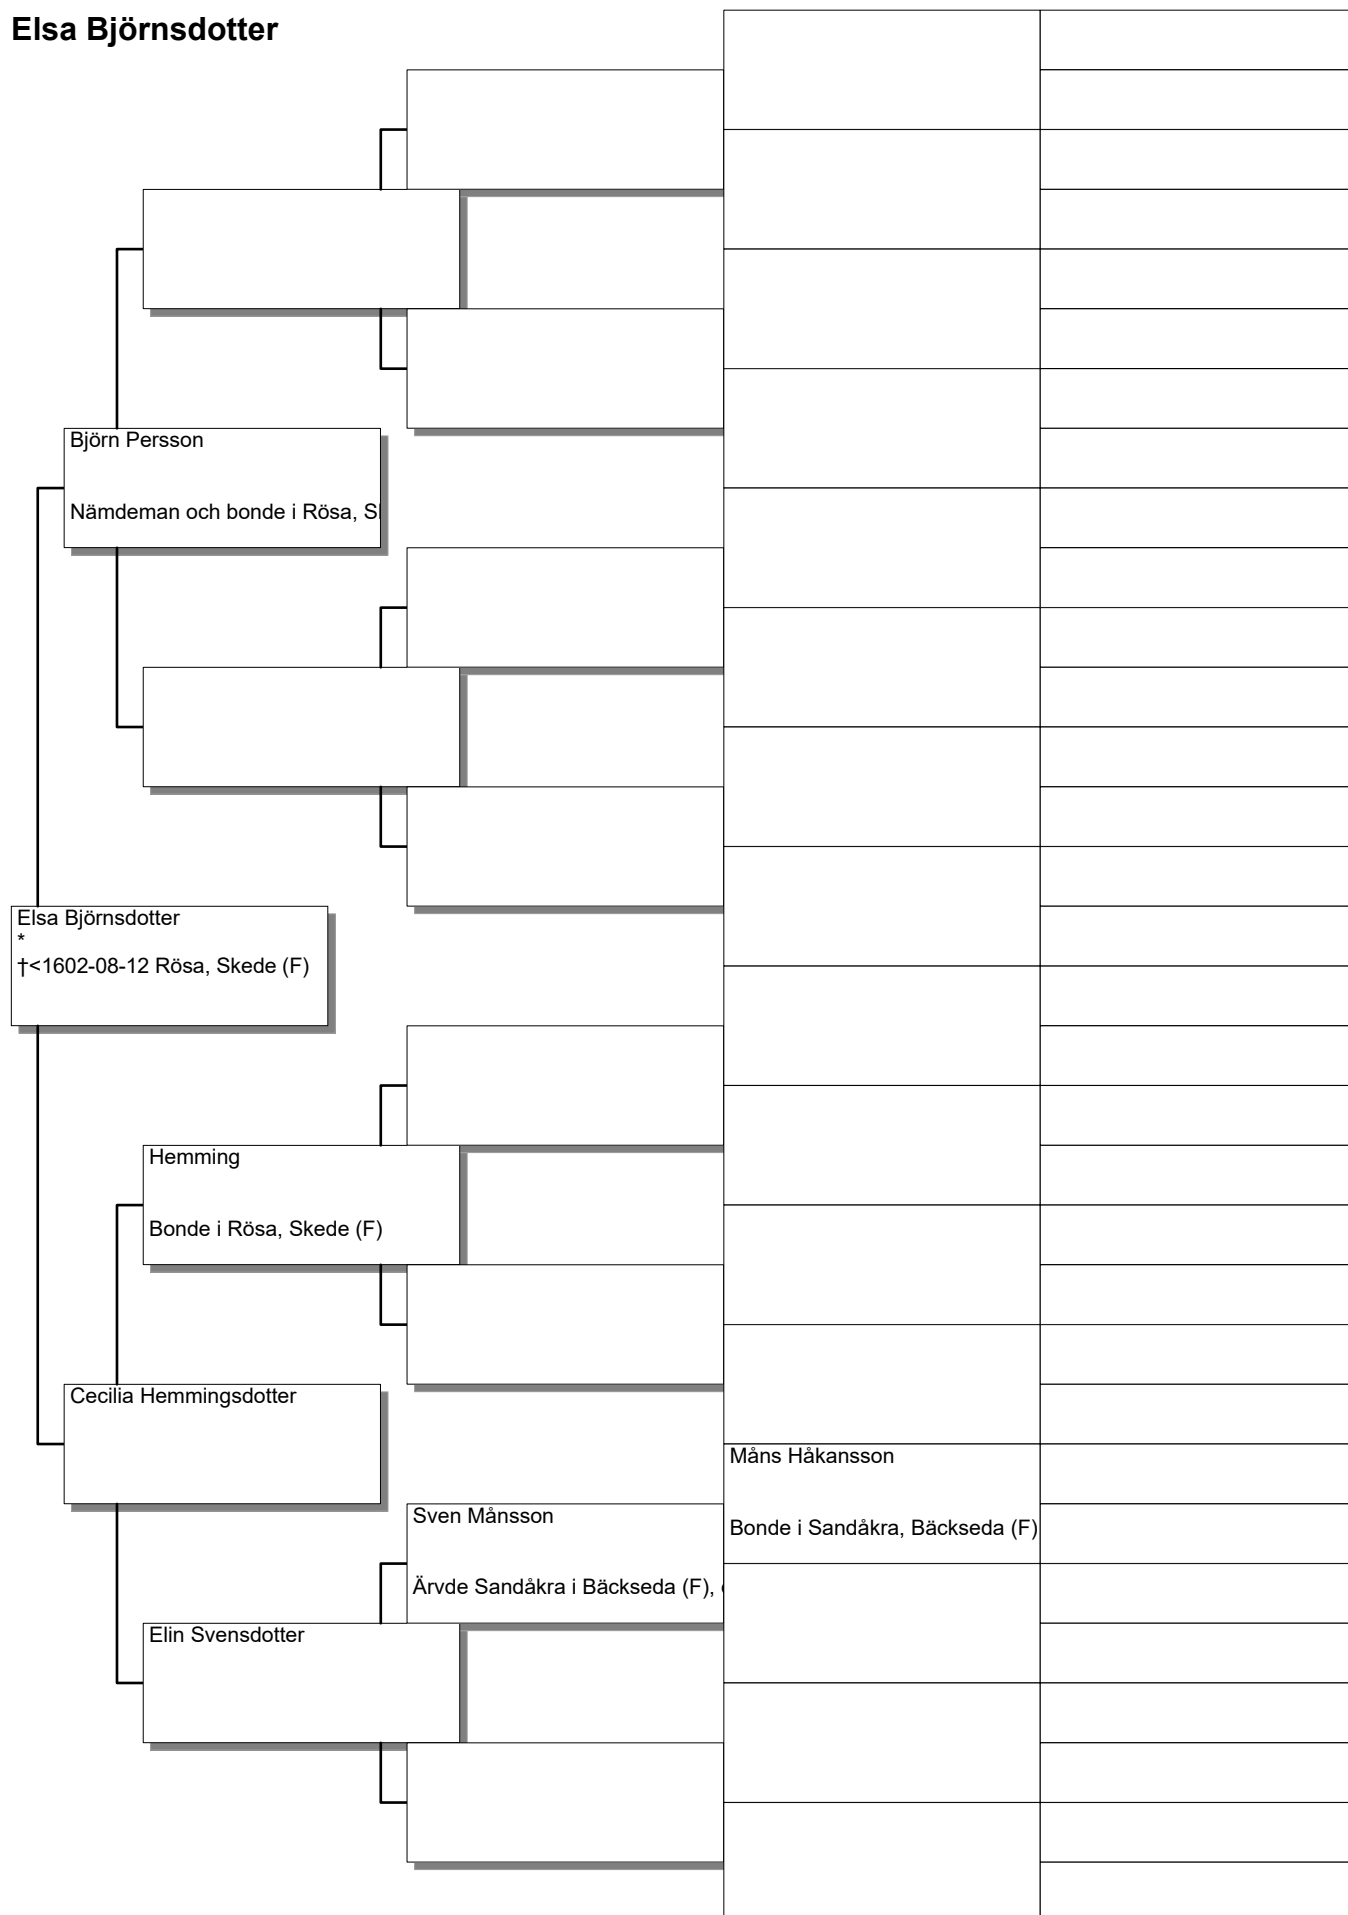 Elsa Björnsdotter
Björn Persson
Nämdeman och bonde i Rösa,
Elsa Björnsdotter
*
†<1602-08-12 Rösa, Skede (F)
Hemming
Bonde i Rösa, Skede (F)
Cecilia Hemmingsdotter
Måns Håkansson
Bonde i Sandåkra, Bäckseda (F)
Sven Månsson
Ärvde Sandåkra i Bäckseda (F),
Elin Svensdotter